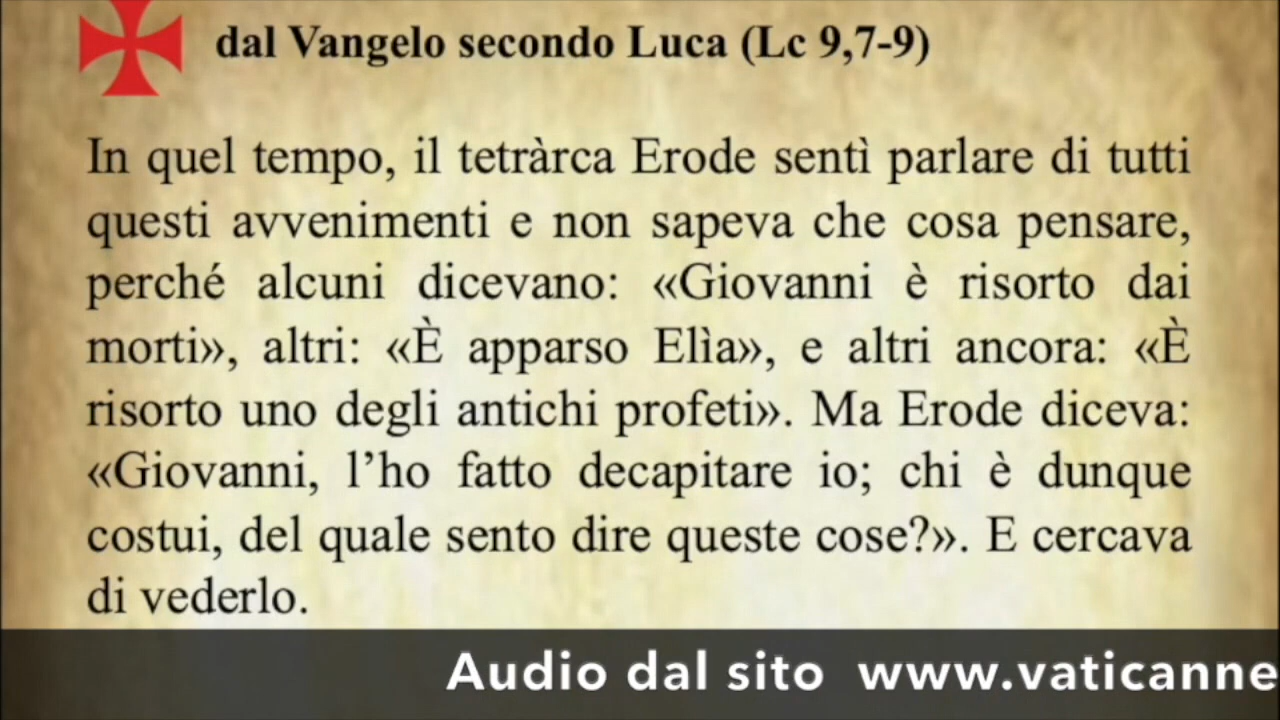 dal Vangelo secondo Luca (Lc 9,7-9)
In quel tempo, il tetràrca Erode sentì parlare di tutti
questi avvenimenti e non sapeva che cosa pensare,
perché alcuni dicevano: «Giovanni è risorto dai
morti», altri: «È apparso Elìa», e altri ancora: «È
risorto uno degli antichi profeti». Ma Erode diceva:
«Giovanni, l’ho fatto decapitare io; chi è dunque
costui, del quale sento dire queste cose?». E cercava
di vederlo.
Audio dal sito www.vaticanne